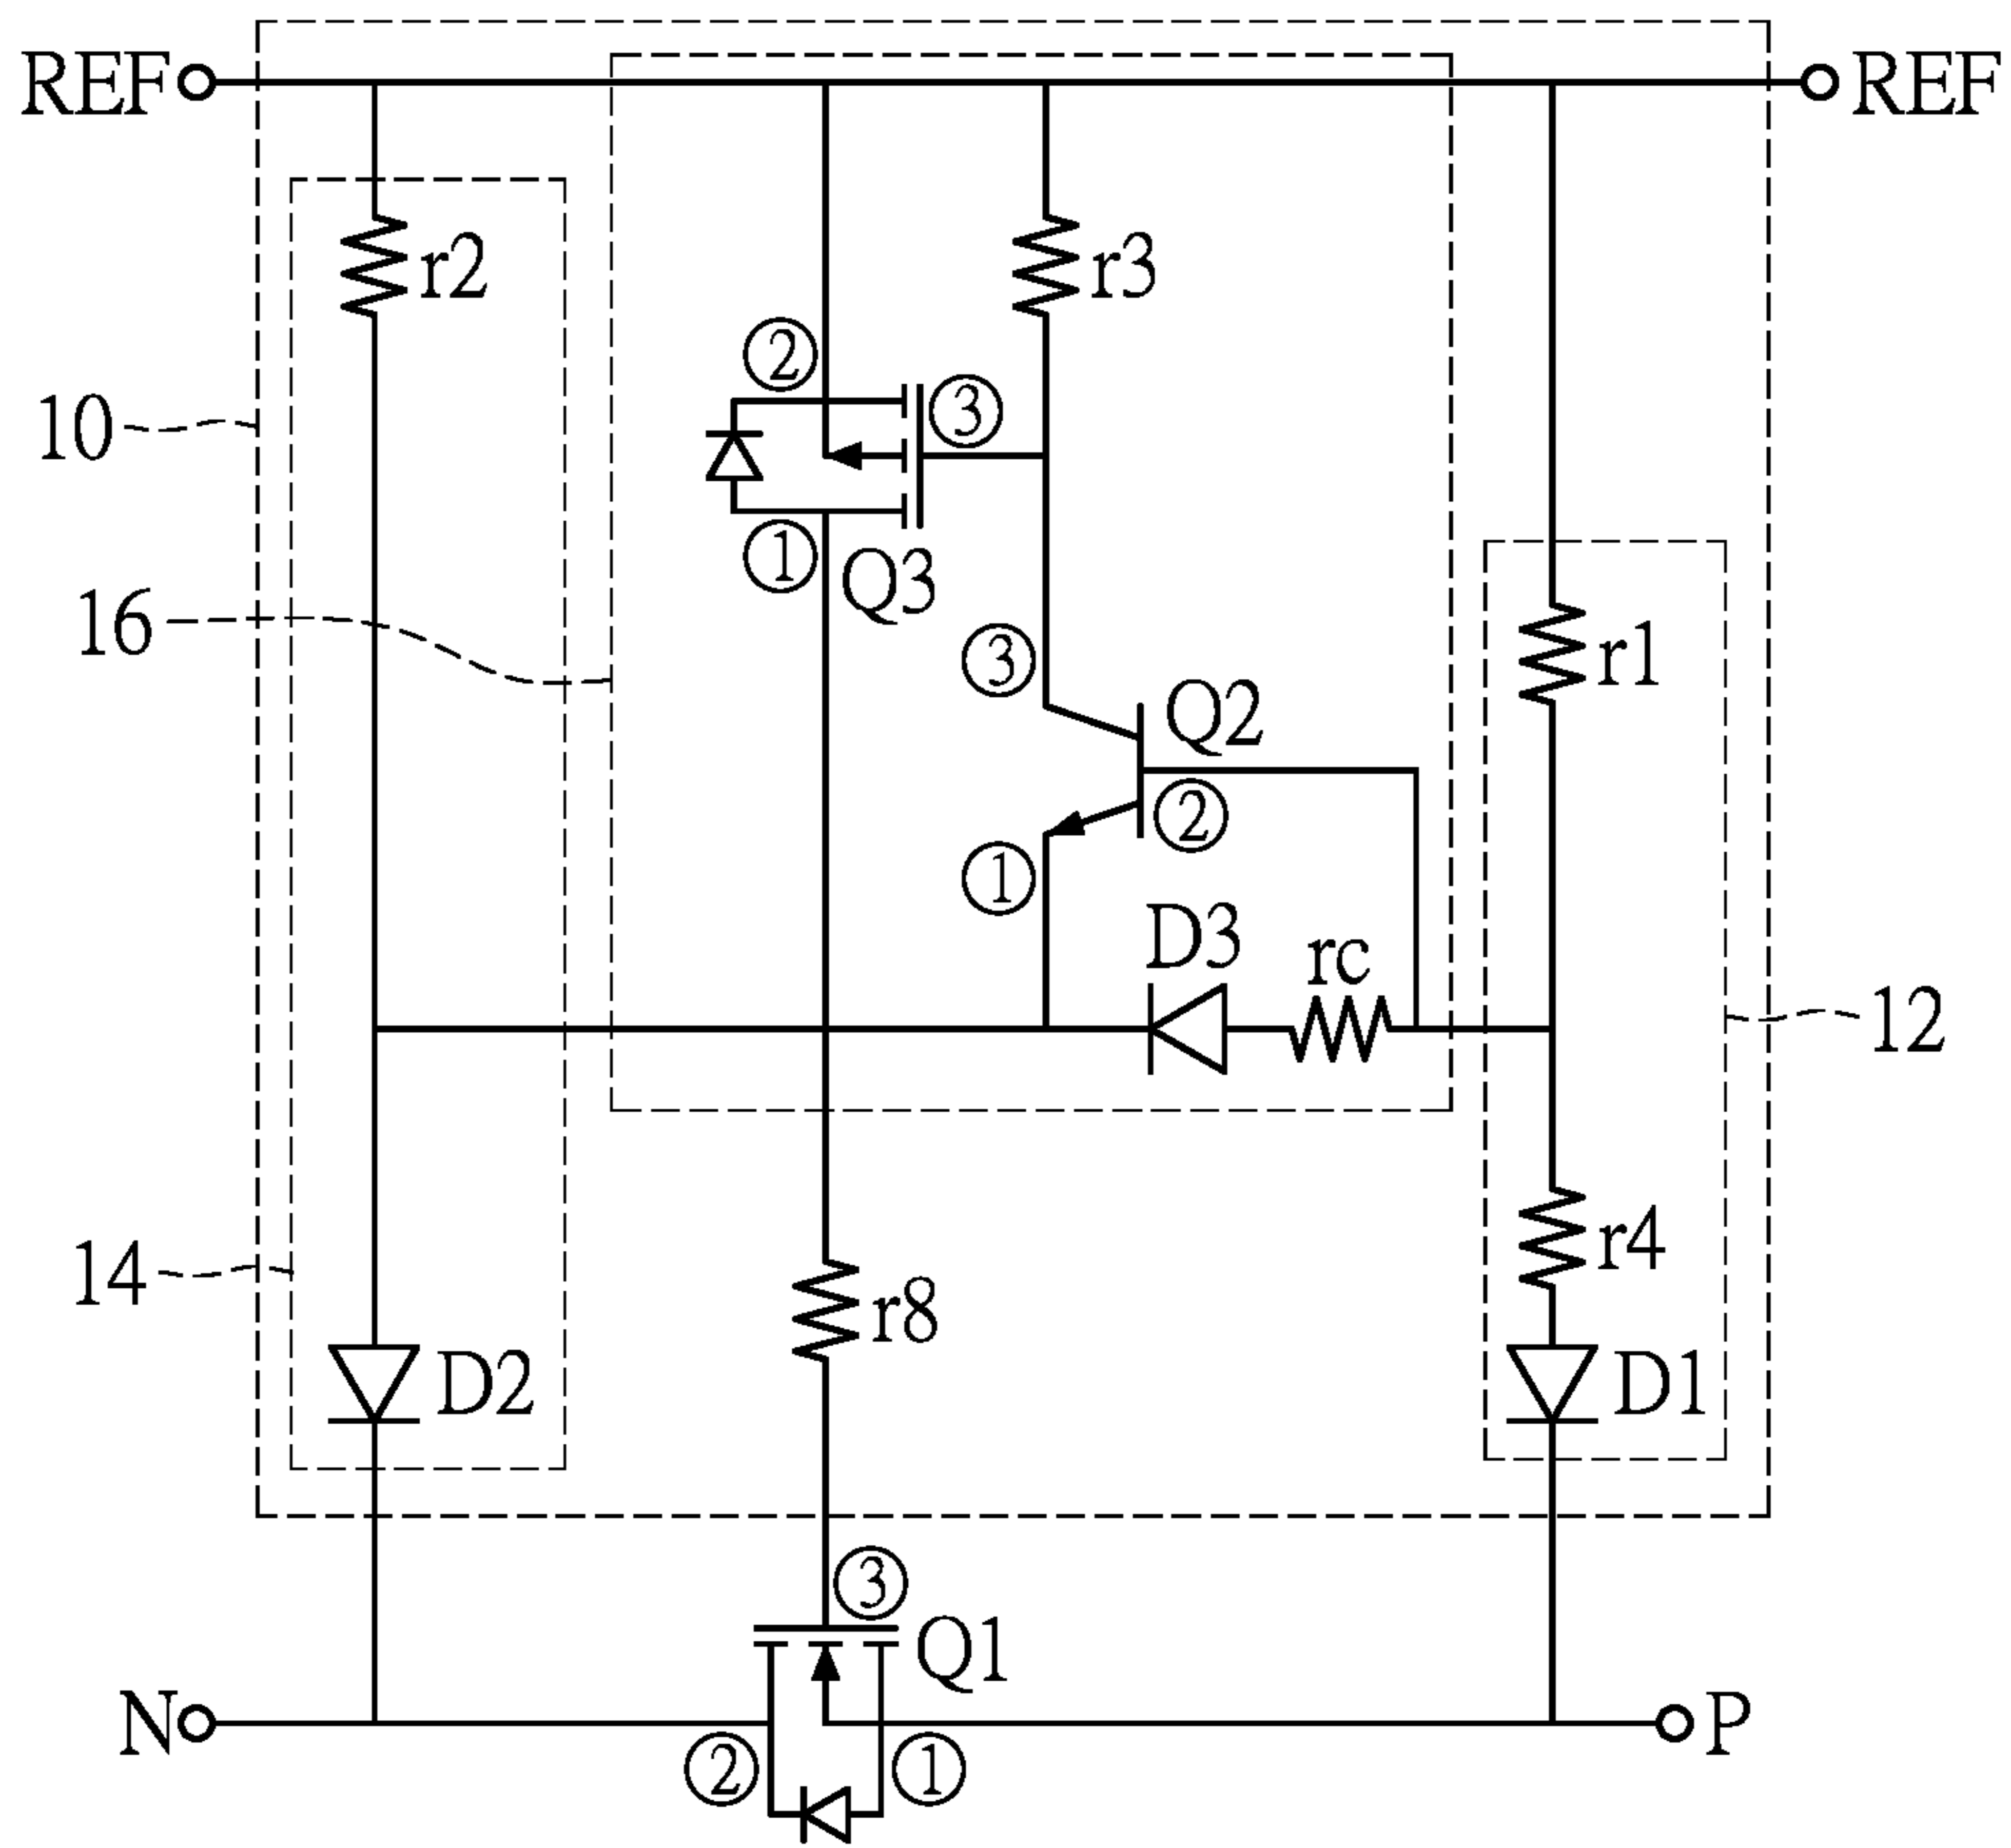 REF
REF
r2
r3
②
③
10
①
Q3
16
r1
③
Q2
②
①
D3
rc
12
14
r4
r8
D2
D1
③
Q1
N
P
②
①